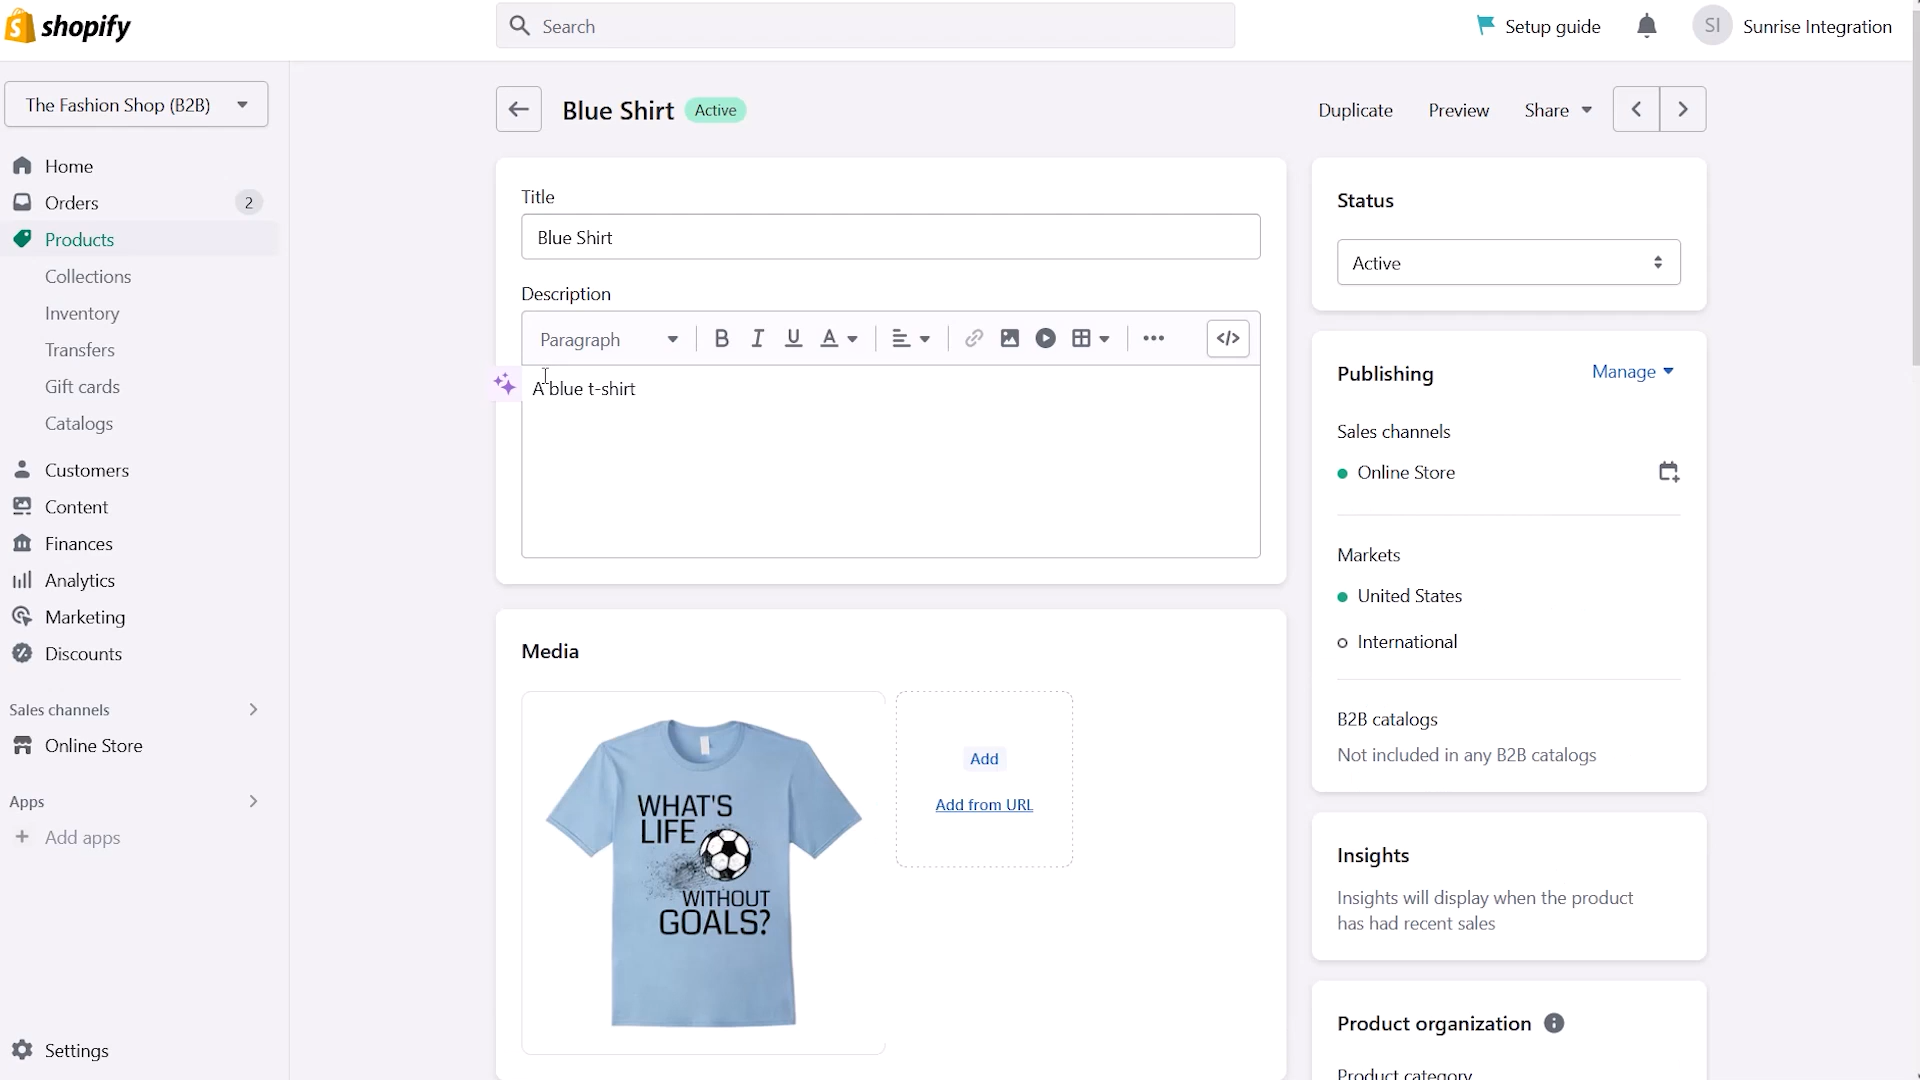 shopify
Search
Setup guide
SI
Sunrise Integration
The Fashion Shop (B2B)
Home
Orders
2
Products
Collections
Inventory
Transfers
Gift cards
Catalogs
Customers
Content
Finances
Analytics
Marketing
Discounts
Sales channels
Online Store
Apps
Add apps
Settings
Blue Shirt
Active
Duplicate
Preview
Share
Title
Blue Shirt
Description
Paragraph
B
I
U
A
</>
A blue t-shirt
Media
WHAT'S
LIFE
WITHOUT
GOALS?
Add
Add from URL
Status
Active
Publishing
Manage
Sales channels
Online Store
Markets
United States
International
B2B catalogs
Not included in any B2B catalogs
Insights
Insights will display when the product
has had recent sales
Product organization
Product category